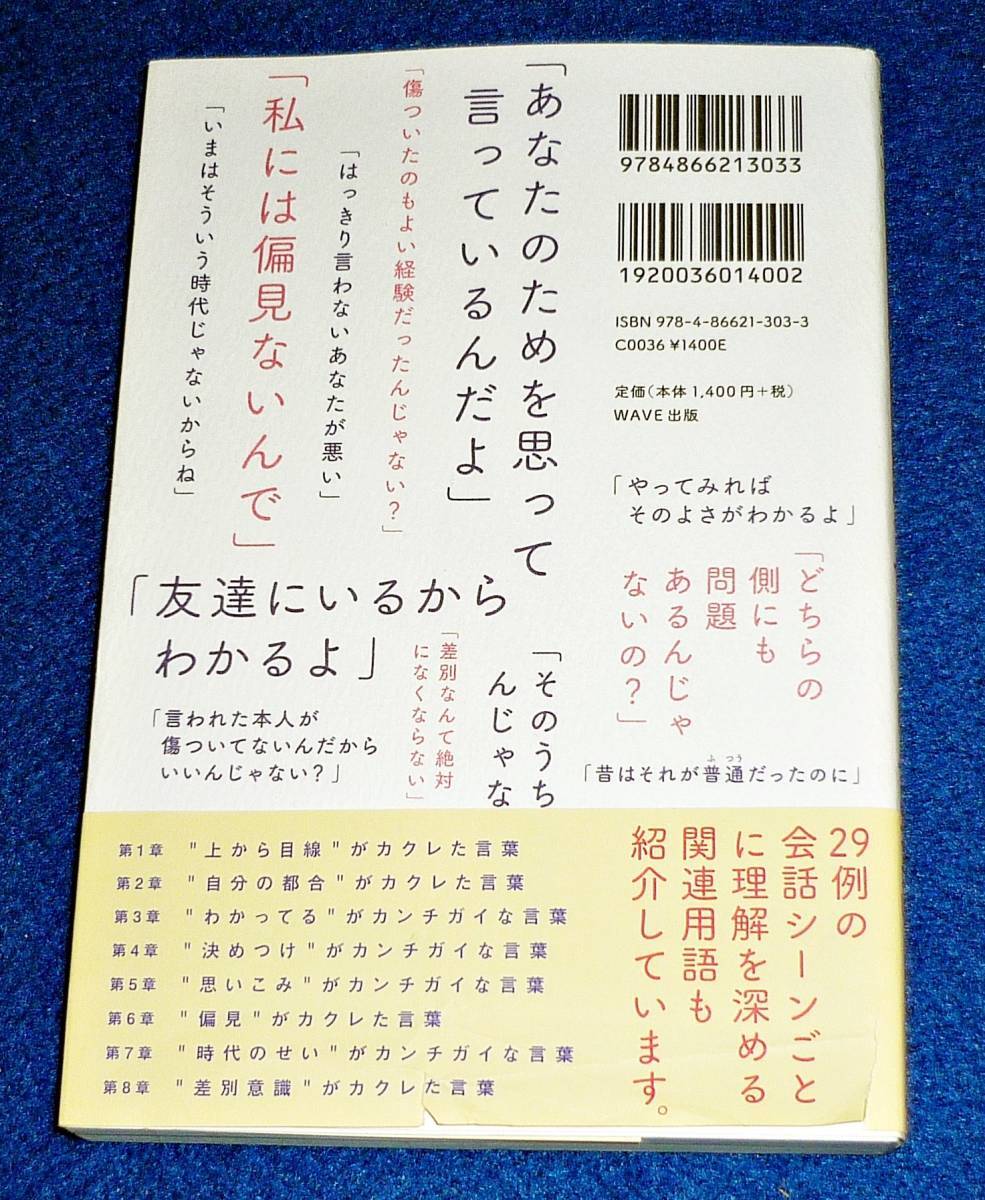 9784866213033
1920036014002
ISBN 978-4-86621-303-3
C0036 ¥1400E
定価(本体1,400円+税)
WAVE出版
「あなたのためを思って
言っているんだよ」
「傷ついたのもよい経験だったんじゃない?」
「はっきり言わないあなたが悪い」
「私には偏見ないんで」
「いまはそういう時代じゃないからね」
「やってみれば
そのよさがわかるよ」
「どちらの
側にも
問題
あるんじゃ
ないの?」
「友達にいるから
わかるよ」
「そのうち
んじゃな
「差別なんて絶対
になくならない」
「言われた本人が
傷ついてないんだから
いいんじゃない?」
ふつう
「昔はそれが普通だったのに」
29例の
会話シーンごと
に理解を深める
関連用語も
紹介しています。
第1章 "上から目線"がカクレた言葉
第2章 "自分の都合"がカクレた言葉
第3章 "わかってる"がカンチガイな言葉
第4章 "決めつけ"がカンチガイな言葉
第5章 "思いこみ"がカンチガイな言葉
第6章 "偏見"がカクレた言葉
第7章 "時代のせい"がカンチガイな言葉
第8章 "差別意識"がカクレた言葉